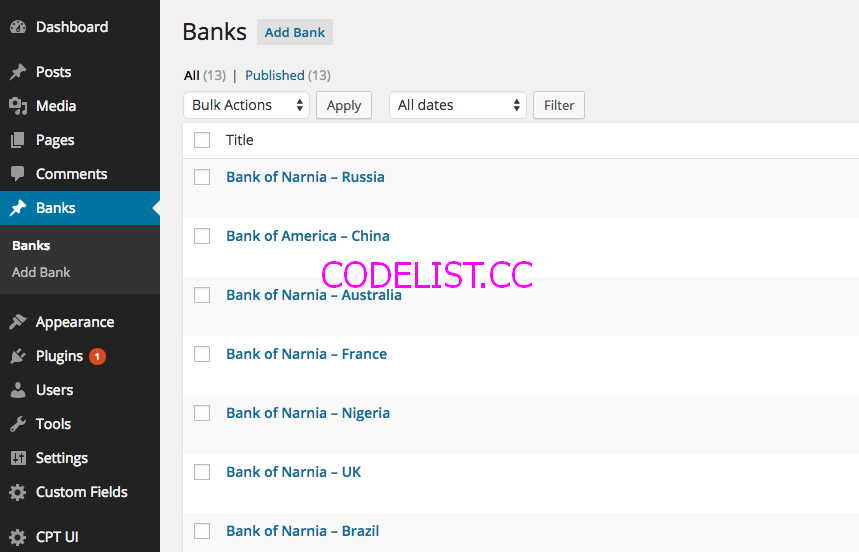 Dashboard
Posts
Media
Pages
Comments
Banks
Banks
Add Bank
Appearance
Plugins 1
Users
Tools
Settings
Custom Fields
CPT UI
Banks Add Bank
All (13) | Published (13)
Bulk Actions Apply All dates Filter
Title
Bank of Narnia – Russia
Bank of America – China
CODELIST.CC
Bank of Narnia – Australia
Bank of Narnia – France
Bank of Narnia – Nigeria
Bank of Narnia – UK
Bank of Narnia – Brazil